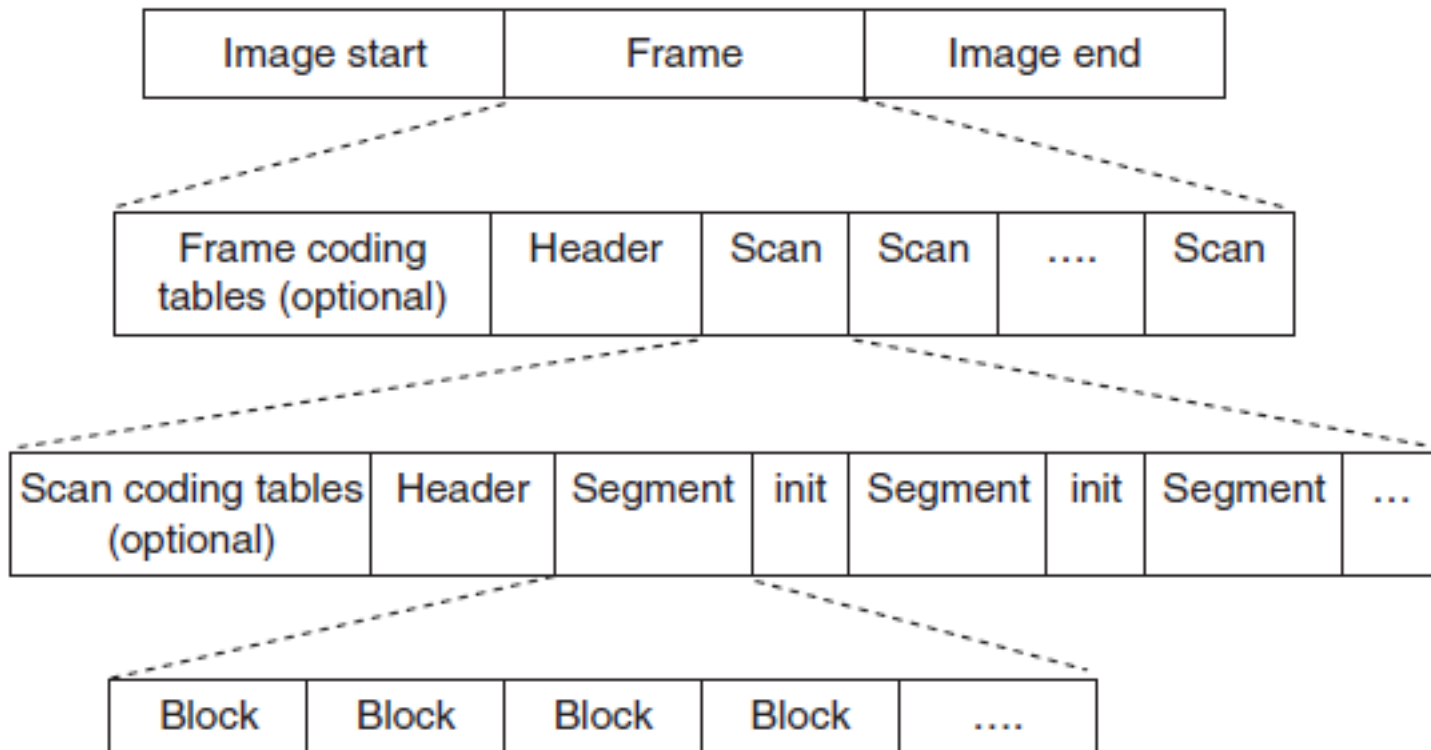 Image start Frame Image end
Frame coding Header Scan Scan .... Scan
tables (optional)
Scan coding tables Header Segment init Segment init Segment ...
(optional)
Block Block Block Block ....